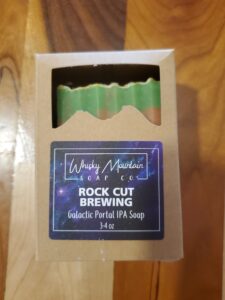 Whisky Mountain
SOAP CO
ROCK CUT
BREWING
Galactic Portal IPA Soap
3-4 oz